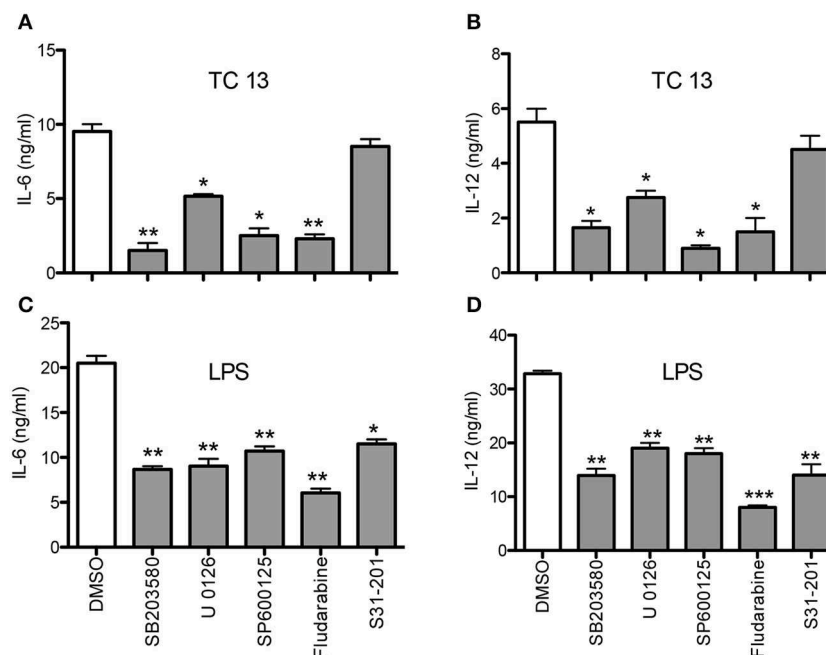 A
15
10
5
0
IL-6 (ng/ml)
TC 13
**
*
*
**
B
8
6
4
2
0
IL-12 (ng/ml)
TC 13
*
*
*
*
C
25
20
15
10
5
0
IL-6 (ng/ml)
LPS
**
**
**
**
*
DMSO
SB203580
U 0126
SP600125
Fludarabine
S31-201
D
40
30
20
10
0
IL-12 (ng/ml)
LPS
**
**
**
***
**
DMSO
SB203580
U 0126
SP600125
Fludarabine
S31-201